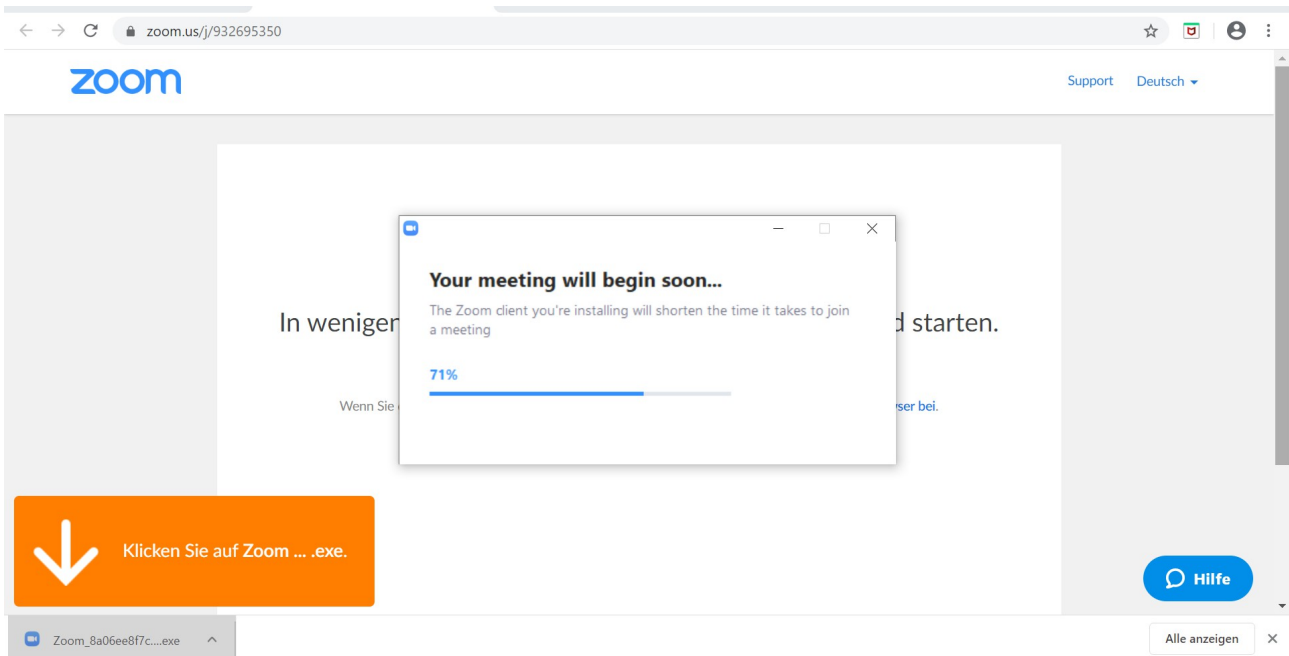 zoom.us/j/932695350
zoom
Support Deutsch
Your meeting will begin soon...
The Zoom client you're installing will shorten the time it takes to join
a meeting
In weniger
d starten.
71%
Wenn Sie
ser bei.
Klicken Sie auf Zoom ... .exe.
Hilfe
Zoom_8a06ee8f7c....exe
Alle anzeigen